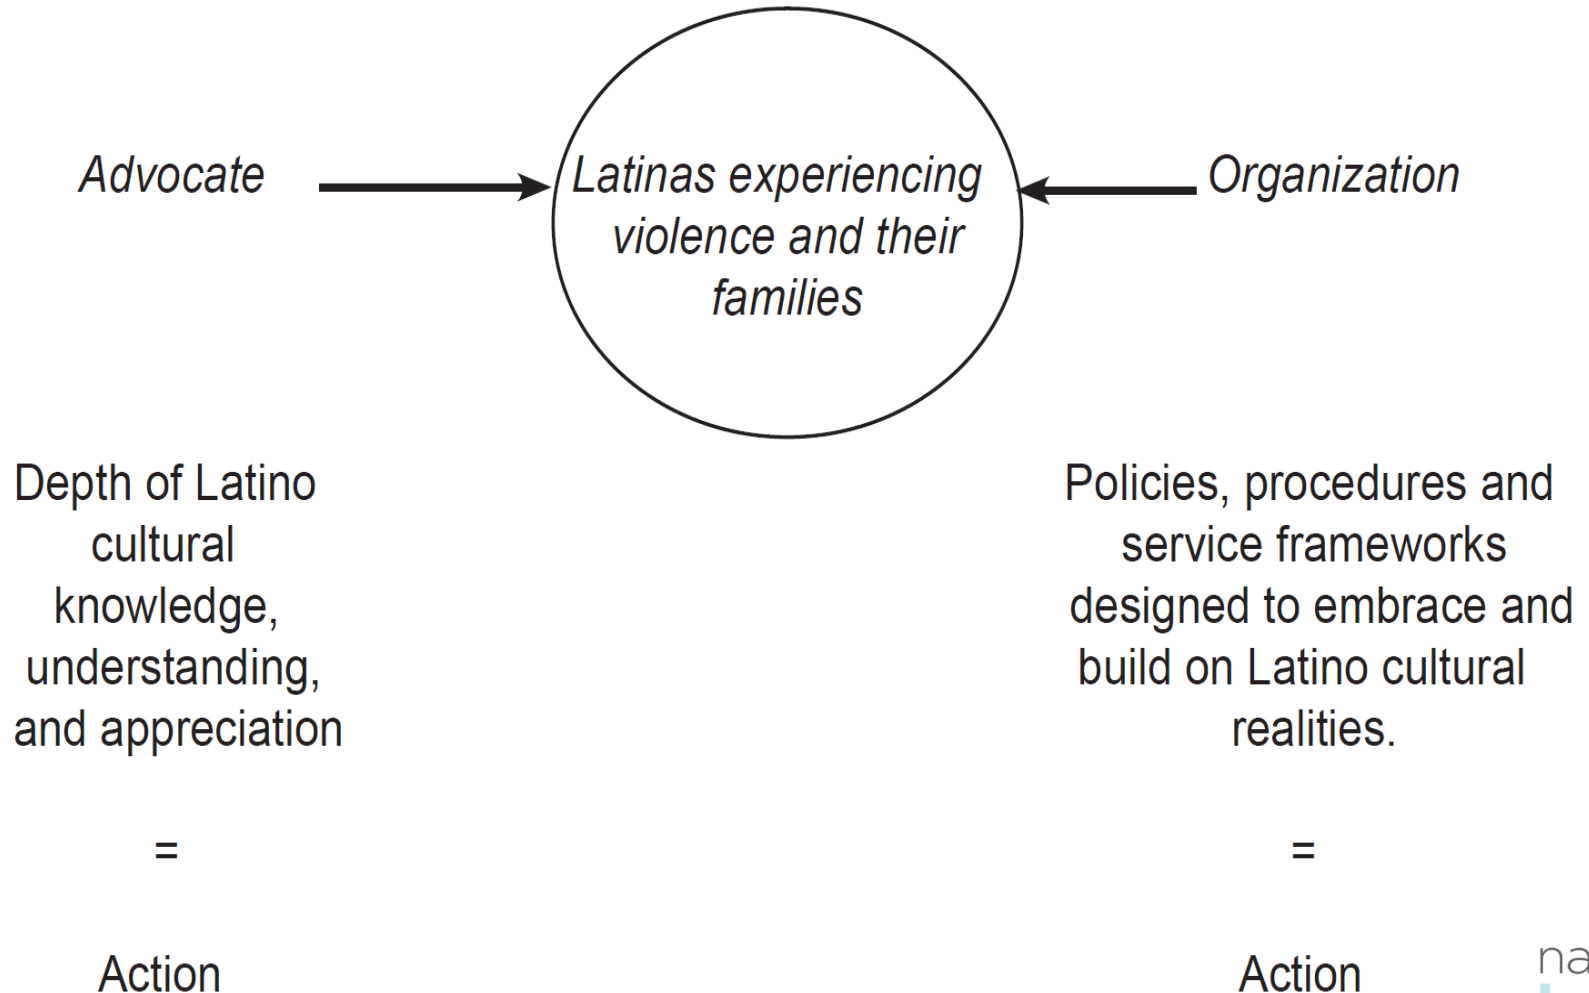 Advocate
Latinas experiencing
violence and their
families
Organization
Depth of Latino
cultural
knowledge,
understanding,
and appreciation
=
Action
Policies, procedures and
service frameworks
designed to embrace and
build on Latino cultural
realities.
=
Action
na